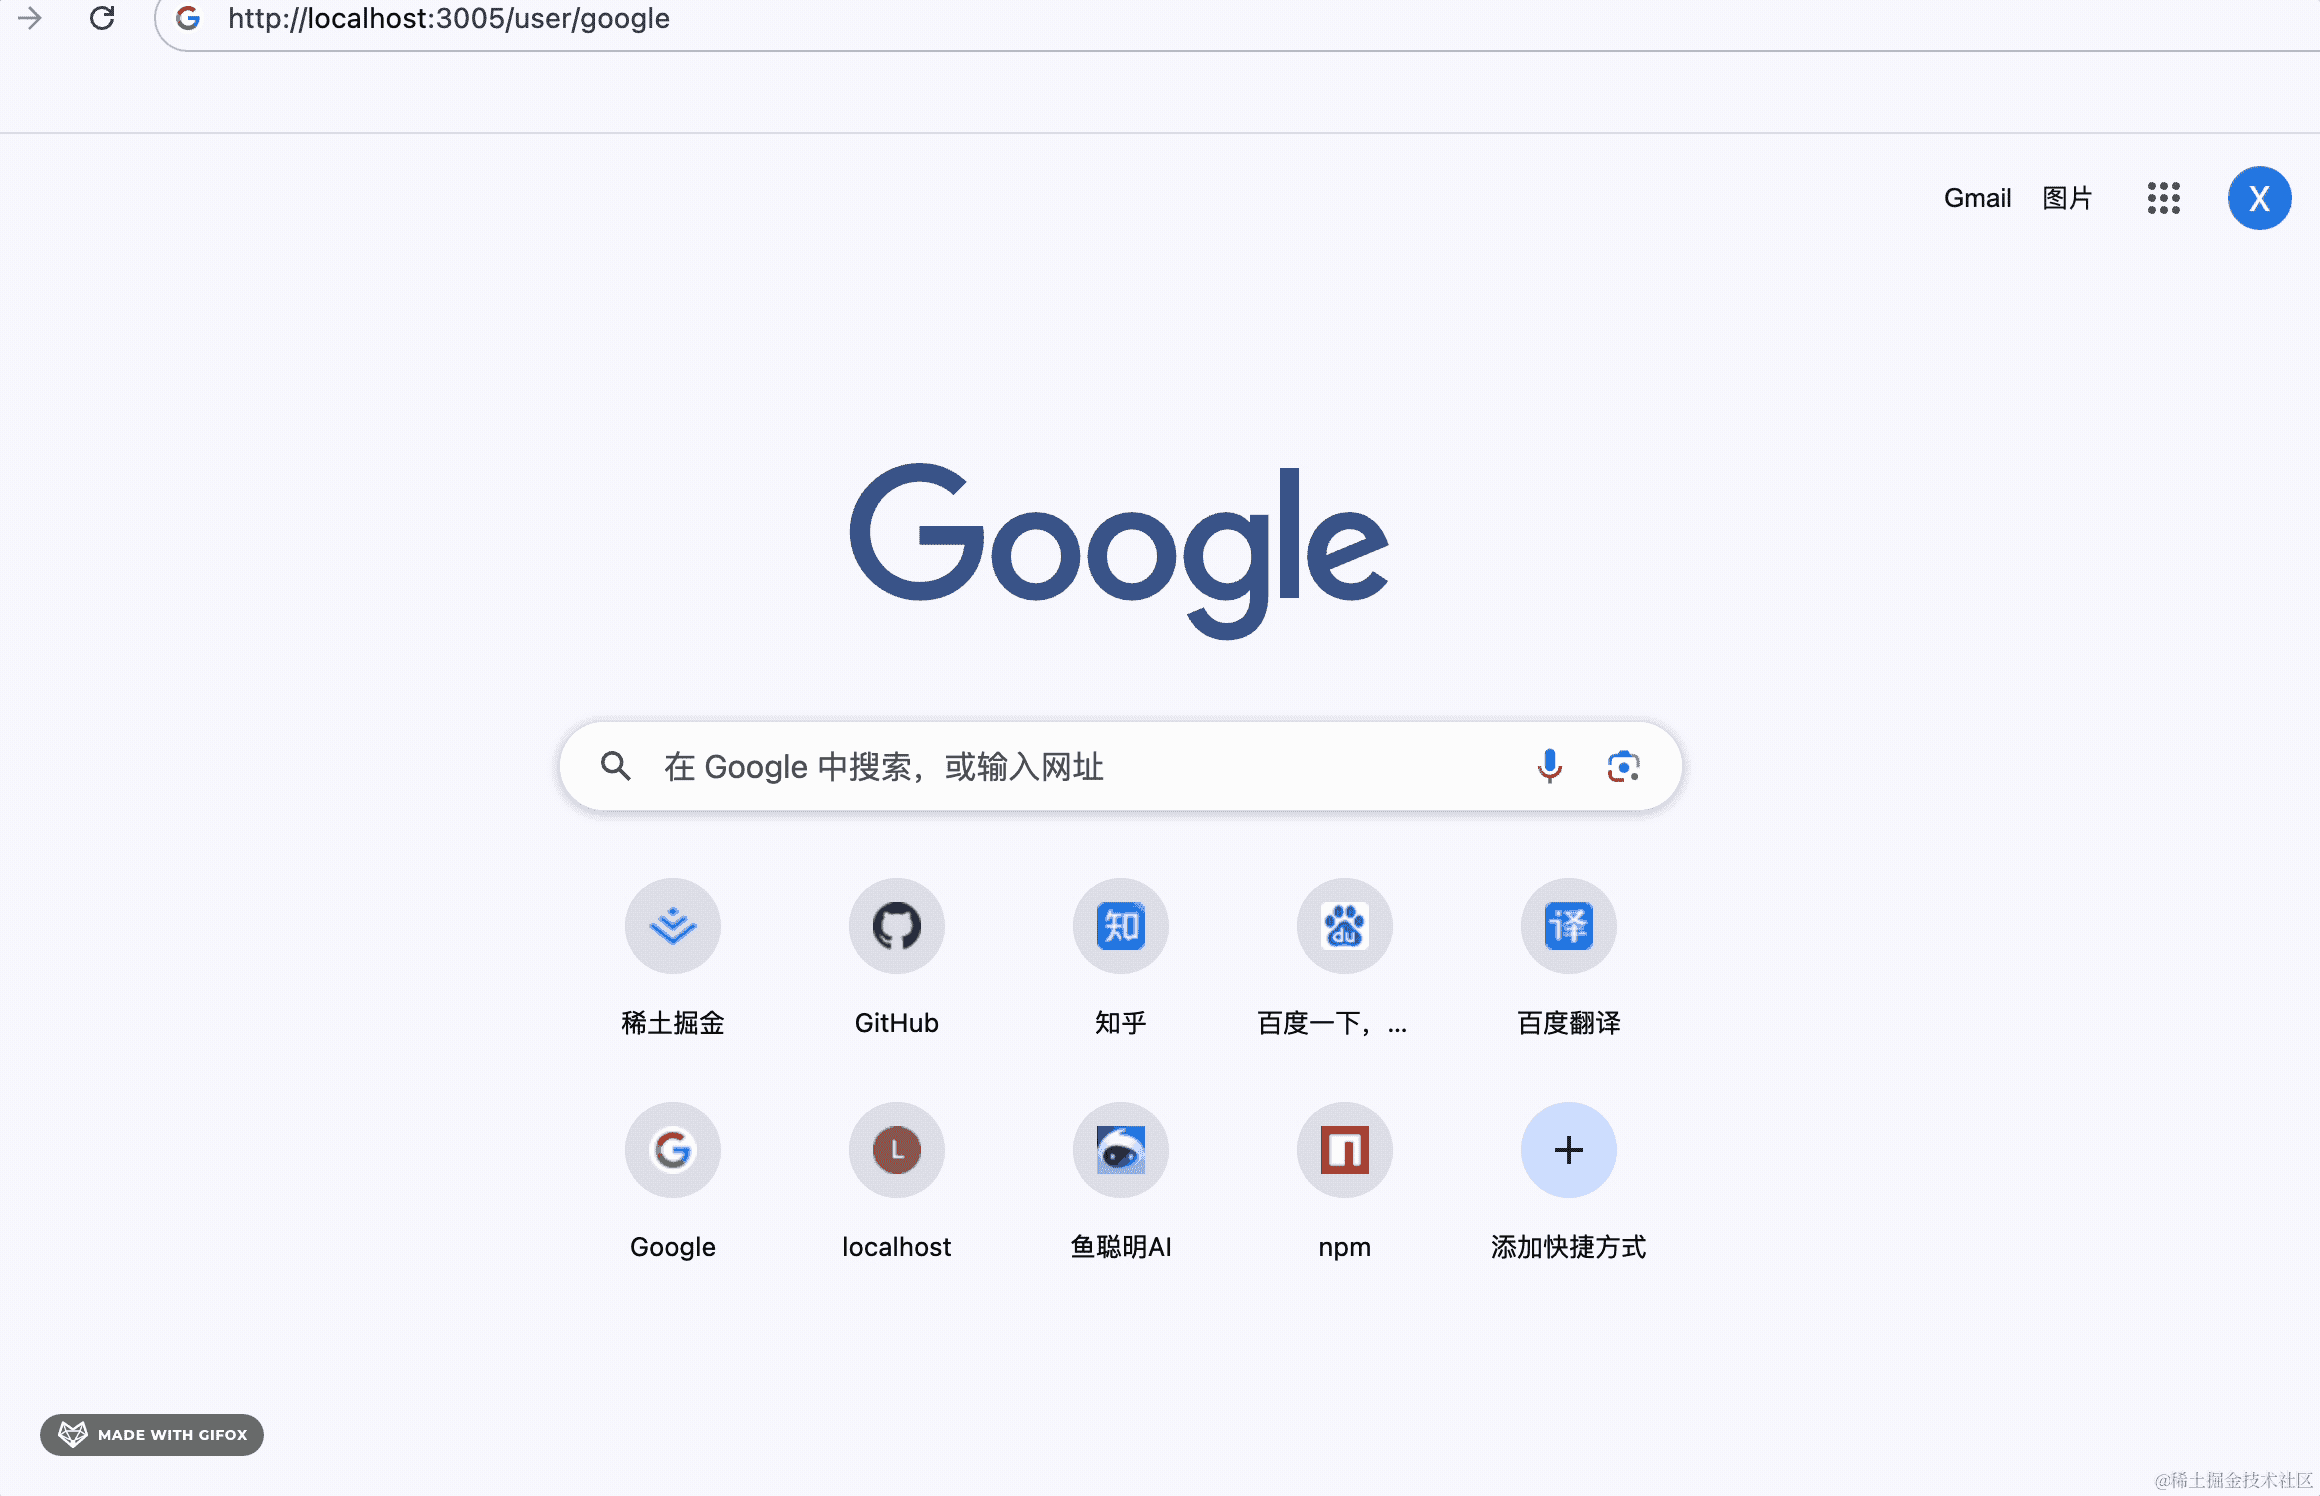 http://localhost:3005/user/google
Gmail 图片 X
Google
在 Google 中搜索，或输入网址
知 du 译
稀土掘金 GitHub 知乎 百度一下，... 百度翻译
G L n
Google localhost 鱼聪明AI npm 添加快捷方式
MADE WITH GIFOX
@稀土掘金技术社区